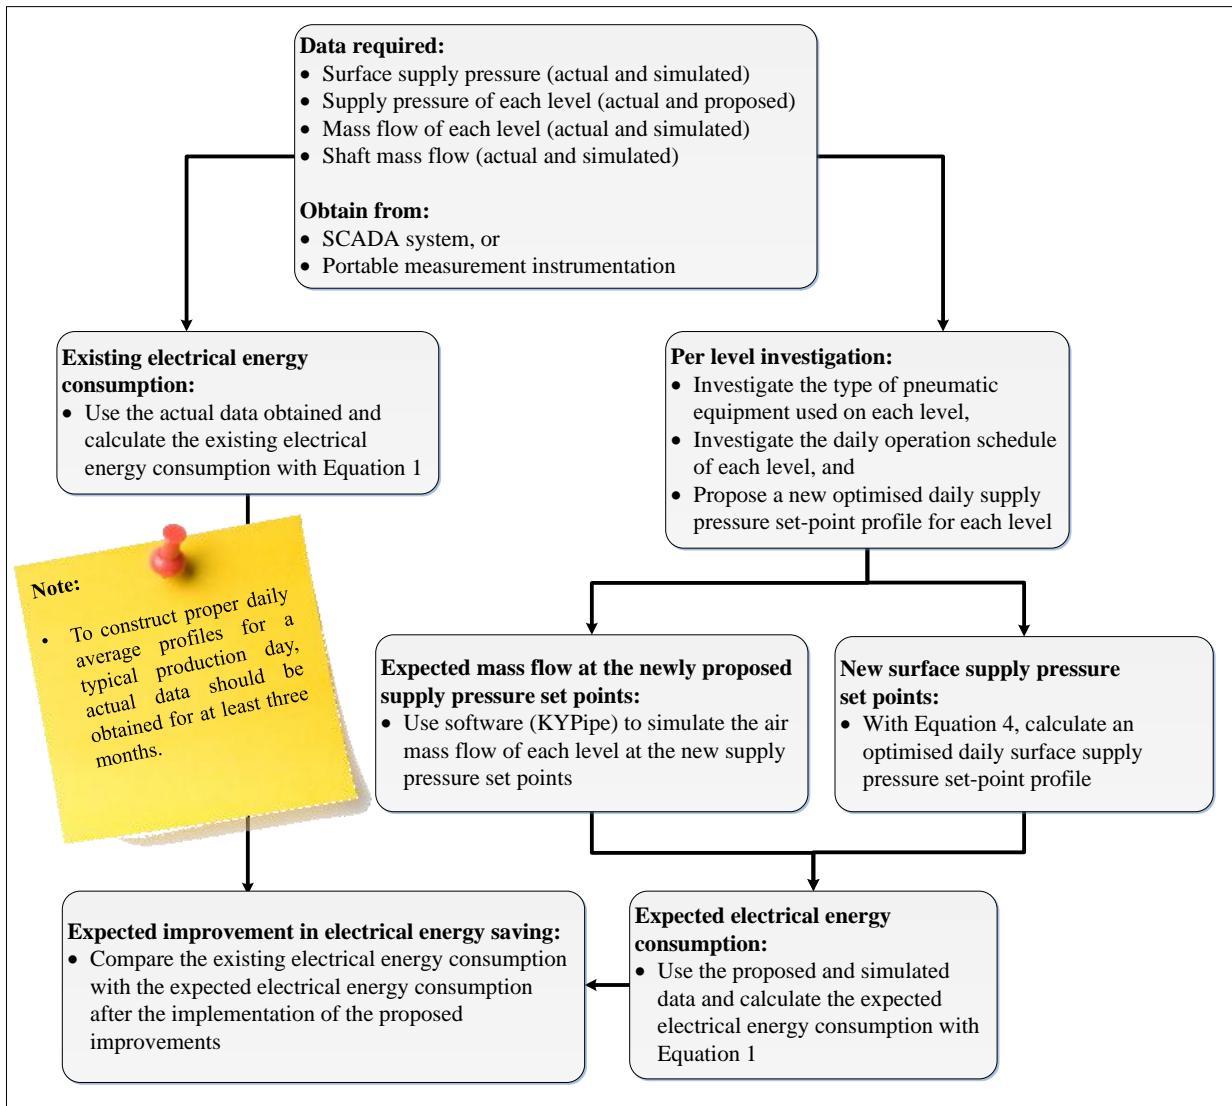 Data required:
• Surface supply pressure (actual and simulated)
• Supply pressure of each level (actual and proposed)
• Mass flow of each level (actual and simulated)
• Shaft mass flow (actual and simulated)
Obtain from:
• SCADA system, or
• Portable measurement instrumentation
Existing electrical energy
consumption:
• Use the actual data obtained and
calculate the existing electrical
energy consumption with Equation 1
Per level investigation:
• Investigate the type of pneumatic
equipment used on each level,
• Investigate the daily operation schedule
of each level, and
• Propose a new optimised daily supply
pressure set-point profile for each level
Note:
• To construct proper daily
average profiles for a
typical production day,
actual data should be
obtained for at least three
months.
Expected mass flow at the newly proposed
supply pressure set points:
• Use software (KYPipe) to simulate the air
mass flow of each level at the new supply
pressure set points
New surface supply pressure
set points:
• With Equation 4, calculate an
optimised daily surface supply
pressure set-point profile
Expected improvement in electrical energy saving:
• Compare the existing electrical energy consumption
with the expected electrical energy consumption
after the implementation of the proposed
improvements
Expected electrical energy
consumption:
• Use the proposed and simulated
data and calculate the expected
electrical energy consumption with
Equation 1